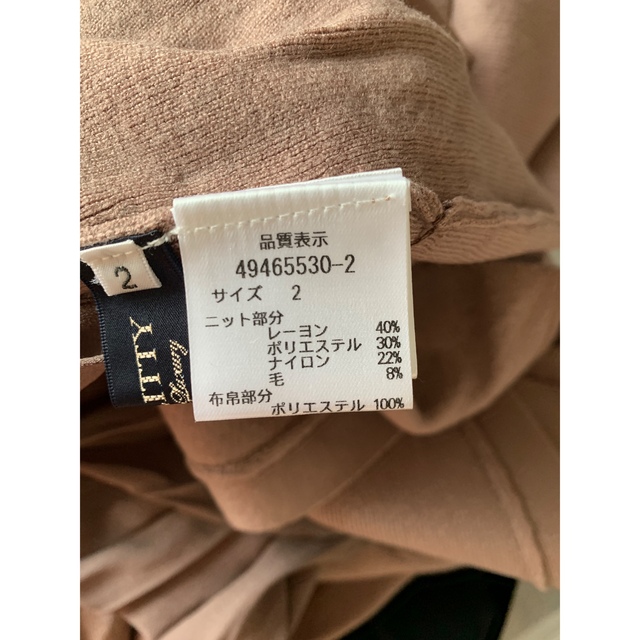 品質表示
49465530-2
サイズ 2
ニット部分
レーヨン 40%
ポリエステル 30%
ナイロン 22%
毛 8%
布帛部分
ポリエステル 100%
2
ITTY
Luxury